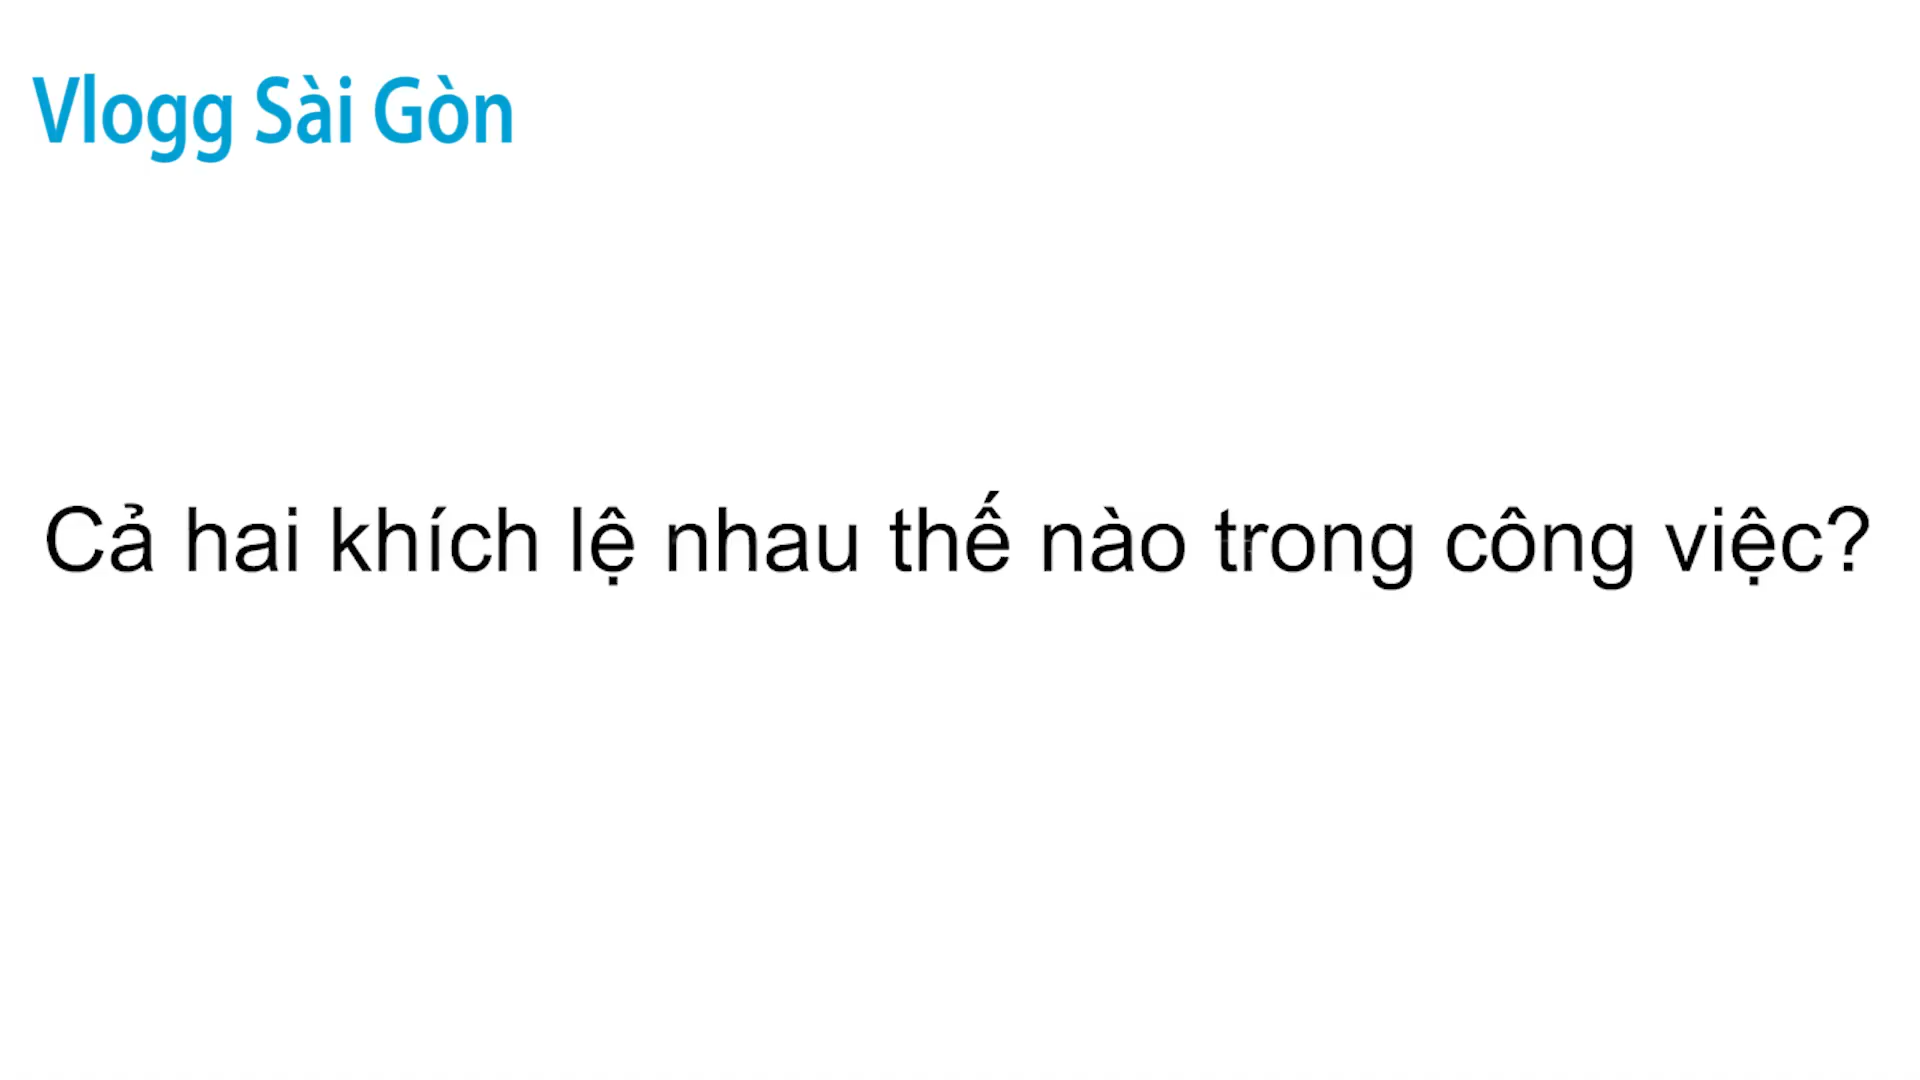 Vlogg Sài Gòn
Cả hai khích lệ nhau thế nào trong công việc?